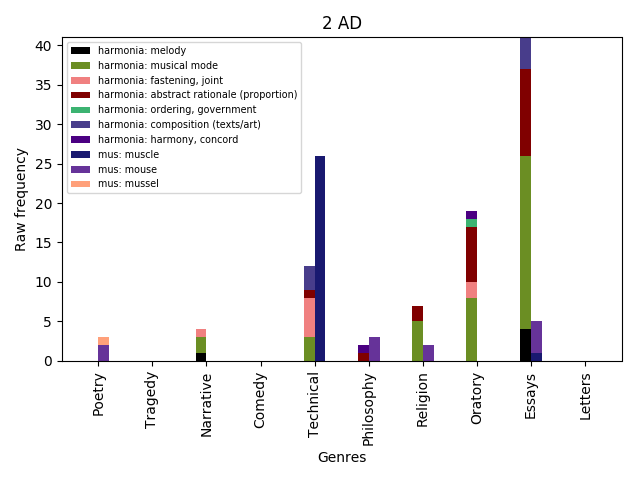 2 AD
harmonia: melody
harmonia: musical mode
harmonia: fastening, joint
harmonia: abstract rationale (proportion)
harmonia: ordering, government
harmonia: composition (texts/art)
harmonia: harmony, concord
mus: muscle
mus: mouse
mus: mussel
Raw frequency
40
35
30
25
20
15
10
5
0
Poetry
Tragedy
Narrative
Comedy
Technical
Philosophy
Religion
Oratory
Essays
Letters
Genres